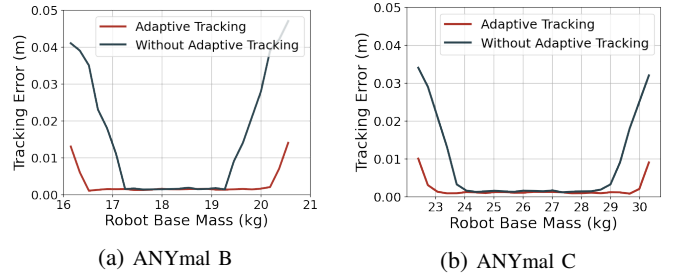 Adaptive Tracking
Without Adaptive Tracking
Tracking Error (m)
0.05
0.04
0.03
0.02
0.01
0.00
16 17 18 19 20 21
Robot Base Mass (kg)
(a) ANYmal B
Adaptive Tracking
Without Adaptive Tracking
Tracking Error (m)
0.05
0.04
0.03
0.02
0.01
0.00
23 24 25 26 27 28 29 30
Robot Base Mass (kg)
(b) ANYmal C